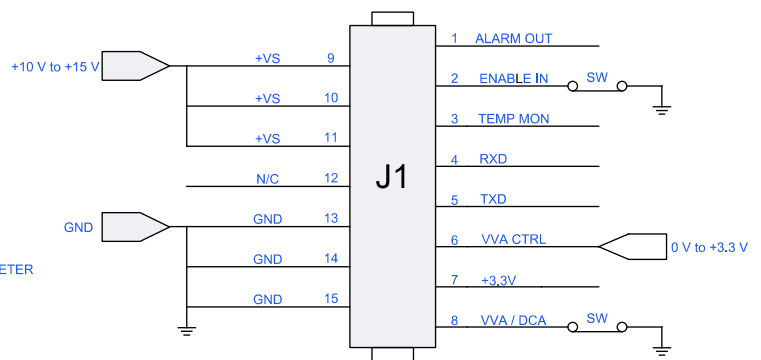 1 ALARM OUT
+10 V to +15 V +VS 9
2 ENABLE IN SW
+VS 10
3 TEMP MON
+VS 11
4 RXD
N/C 12
J1
5 TXD
GND GND 13
6 VVA CTRL 0 V to +3.3 V
GND 14
ETER
7 +3.3V
GND 15
8 VVA / DCA SW